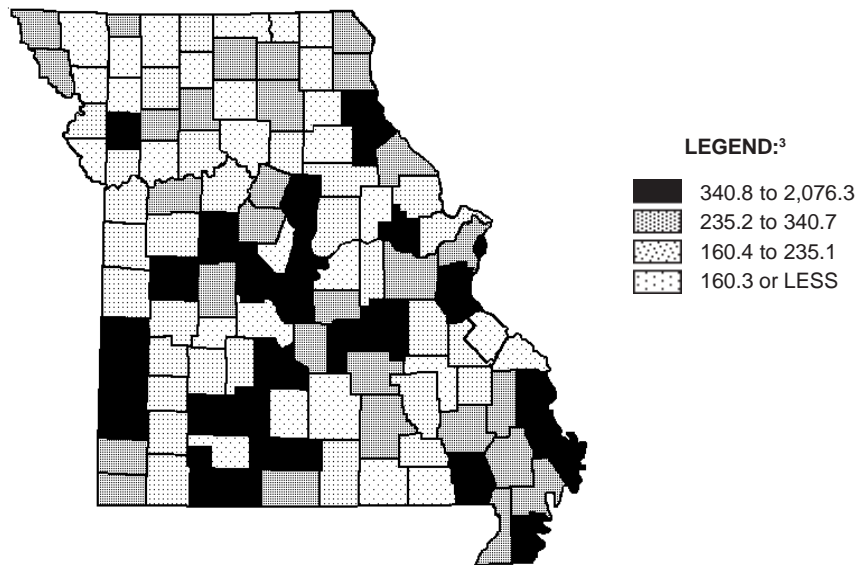 LEGEND:³
340.8 to 2,076.3
235.2 to 340.7
160.4 to 235.1
160.3 or LESS